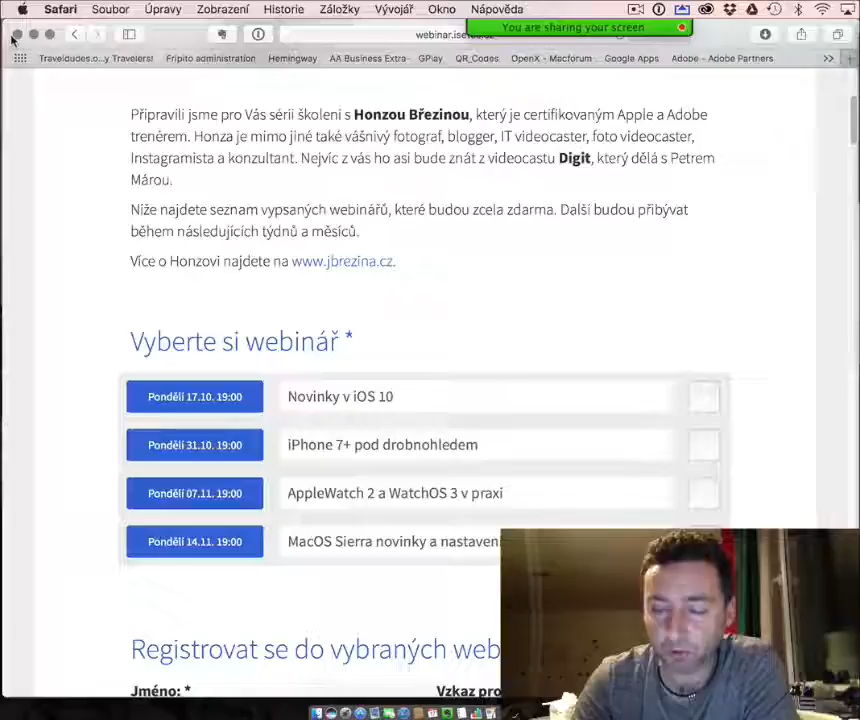 Safari Soubor Úpravy Zobrazení Historie Záložky Vývojář Okno Nápověda
You are sharing your screen
Traveldudes.o...y Travelers! Fripito administration Hemingway AA Business Extra GPlay QR_Codes OpenX - Macforum Google Apps Adobe - Adobe Partners
Připravili jsme pro Vás sérii školení s Honzou Březinou, který je certifikovaným Apple a Adobe
trenérem. Honza je mimo jiné také vášnivý fotograf, blogger, IT videocaster, foto videocaster,
Instagramista a konzultant. Nejvíc z vás ho asi bude znát z videocastu Digit, který dělá s Petrem
Márou.
Níže najdete seznam vypsaných webinářů, které budou zcela zdarma. Další budou přibývat
během následujících týdnů a měsíců.
Více o Honzovi najdete na www.jbrezina.cz.
Vyberte si webinář *
Pondělí 17.10. 19:00 Novinky v iOS 10
Pondělí 31.10. 19:00 iPhone 7+ pod drobnohledem
Pondělí 07.11. 19:00 AppleWatch 2 a WatchOS 3 v praxi
Pondělí 14.11. 19:00 MacOS Sierra novinky a nastaven
Registrovat se do vybraných web
Jméno: * Vzkaz pro